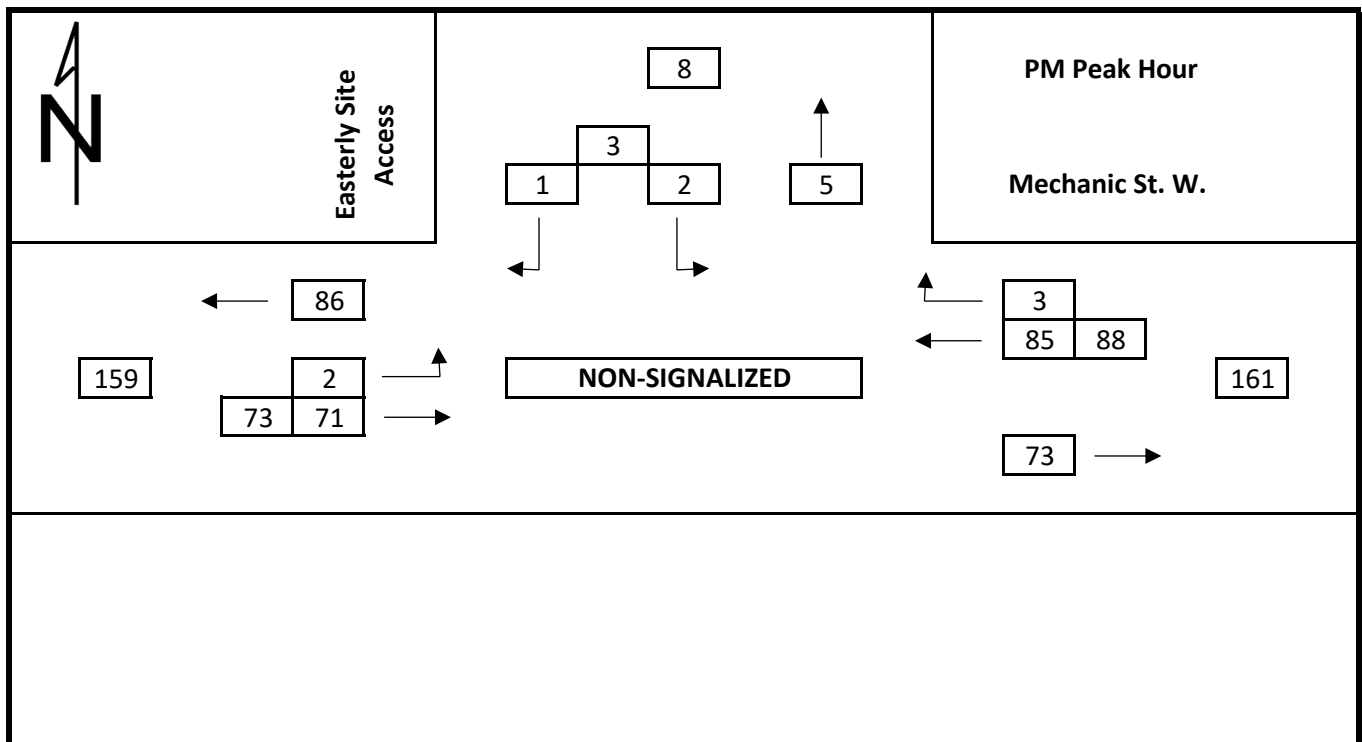 N
Easterly Site
Access
8
PM Peak Hour
3
1 2 5
Mechanic St. W.
86
3
85 88
159 2
NON-SIGNALIZED
161
73 71
73